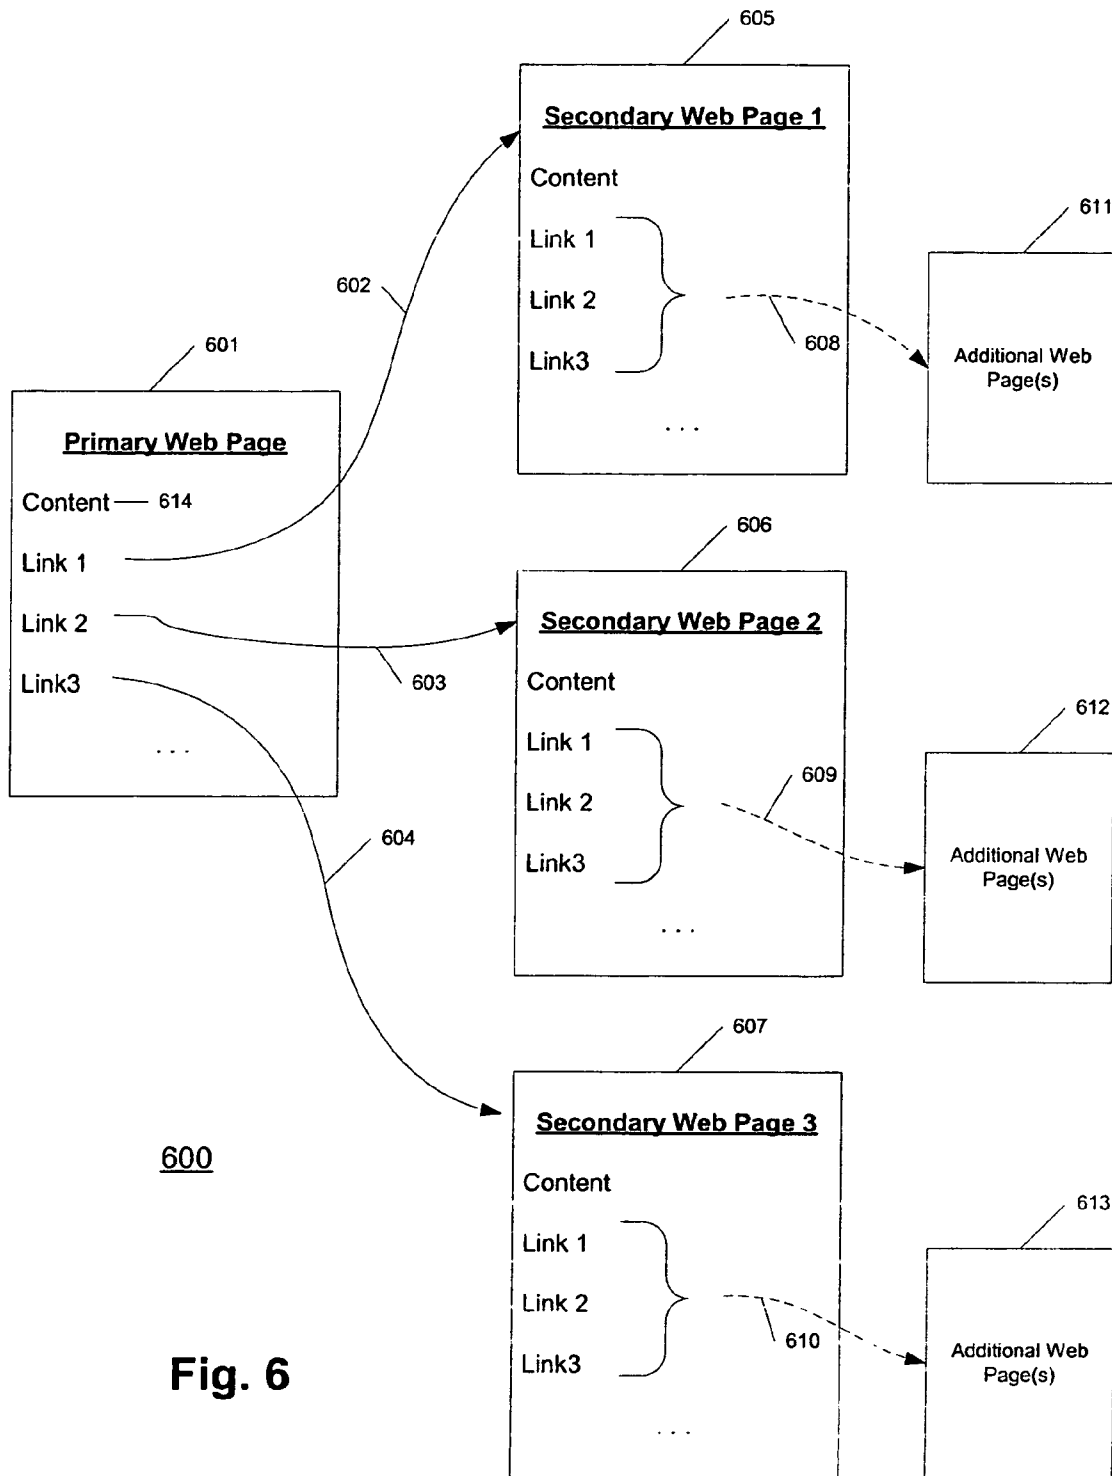 605
Secondary Web Page 1
Content
Link 1
Link 2
Link3
. . .
608
611
Additional Web
Page(s)
602
601
Primary Web Page
Content
614
Link 1
Link 2
Link3
. . .
603
604
606
Secondary Web Page 2
Content
Link 1
Link 2
Link3
. . .
609
612
Additional Web
Page(s)
607
Secondary Web Page 3
Content
Link 1
Link 2
Link3
. . .
610
613
Additional Web
Page(s)
600
Fig. 6